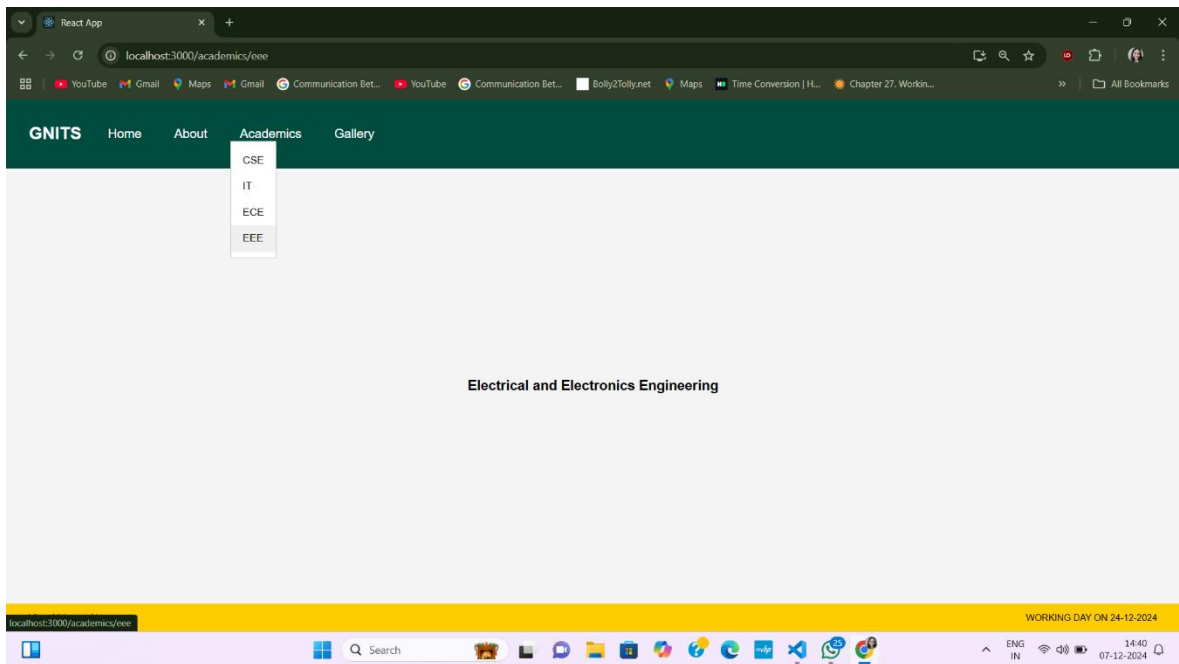 React App
localhost:3000/academics/eee
YouTube Gmail Maps Gmail Communication Bet... YouTube Communication Bet... Bolly2Tolly.net Maps Time Conversion | H... Chapter 27. Workin... » All Bookmarks
GNITS Home About Academics Gallery
CSE
IT
ECE
EEE
Electrical and Electronics Engineering
WORKING DAY ON 24-12-2024
localhost:3000/academics/eee
Search
25
ENG
IN
14:40
07-12-2024